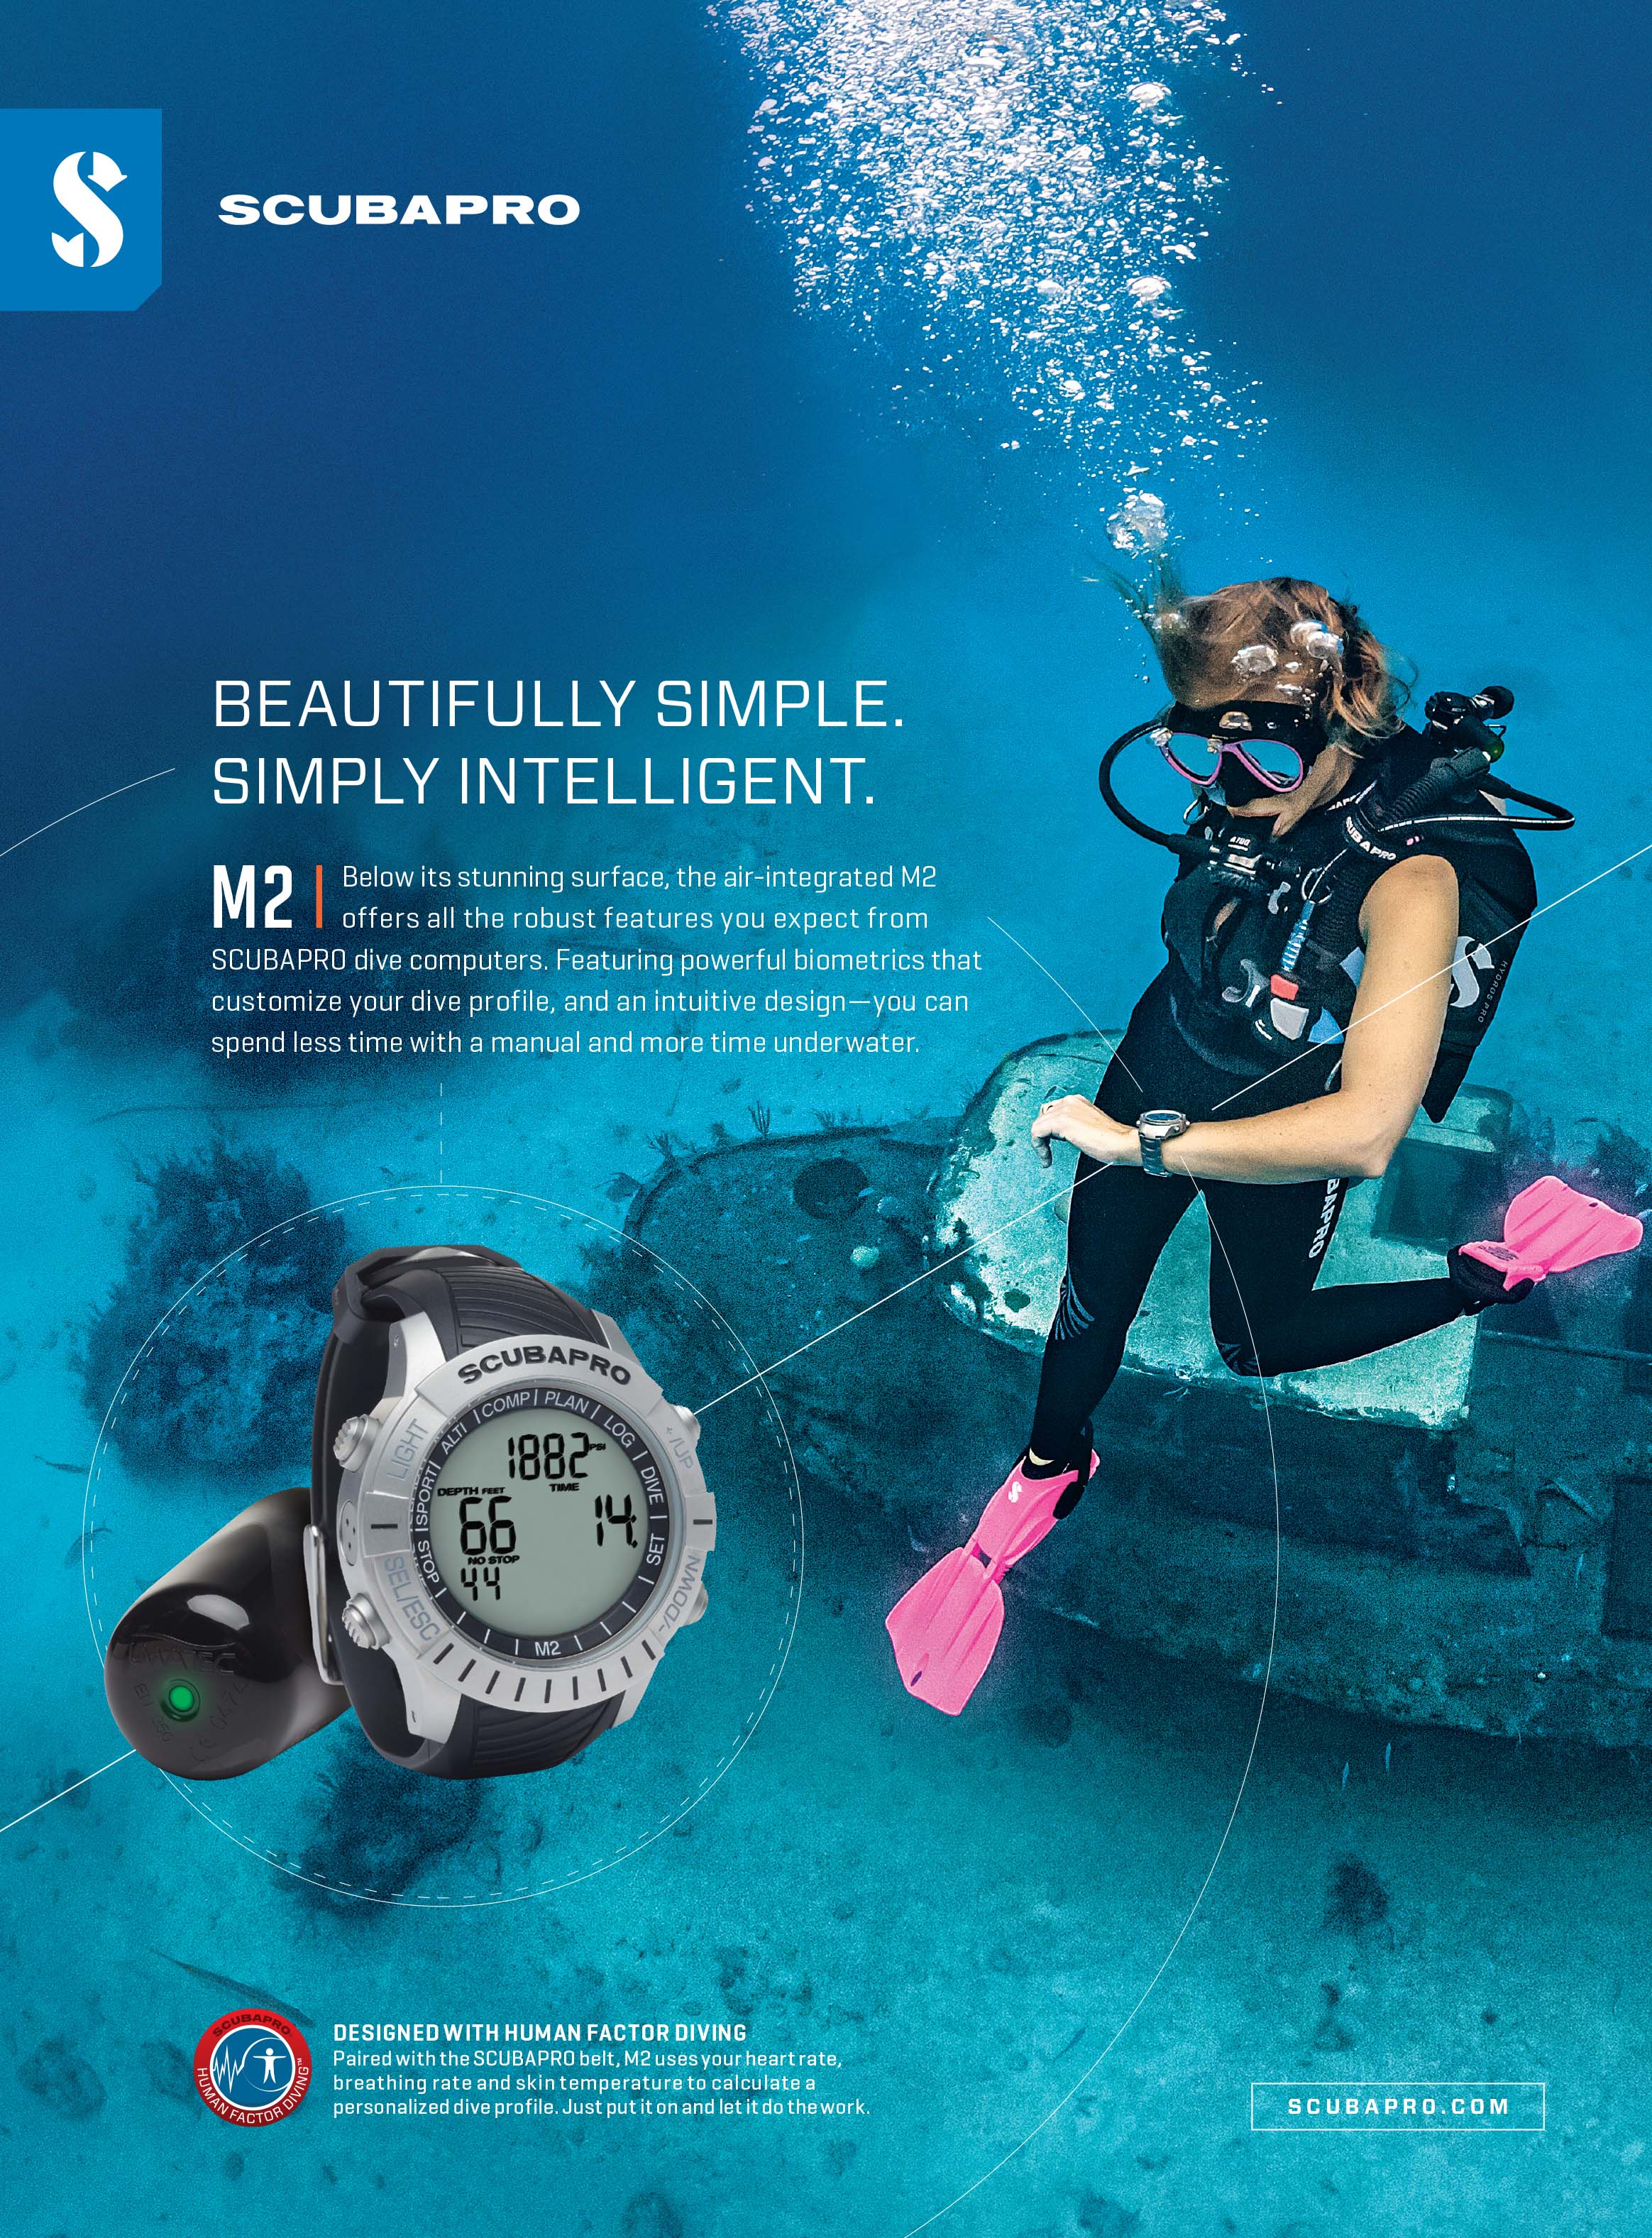 S
SCUBAPRO
BEAUTIFULLY SIMPLE.
SIMPLY INTELLIGENT.
M2 | Below its stunning surface, the air-integrated M2
offers all the robust features you expect from
SCUBAPRO dive computers. Featuring powerful biometrics that
customize your dive profile, and an intuitive design—you can
spend less time with a manual and more time underwater.
SCUBAPRO
S
HYDROS PRO
SCUBAPRO
LIGHT
+/UP
SEL/ESC
-/DOWN
ALTI | COMP | PLAN | LOG | DIVE | SET
SPORT
STOP
1882 PSI
DEPTH FEET TIME
66 14.
NO STOP
44
M2
UWATEC
DESIGNED WITH HUMAN FACTOR DIVING
Paired with the SCUBAPRO belt, M2 uses your heart rate,
breathing rate and skin temperature to calculate a
personalized dive profile. Just put it on and let it do the work.
SCUBAPRO
HUMAN FACTOR DIVING™
SCUBAPRO.COM